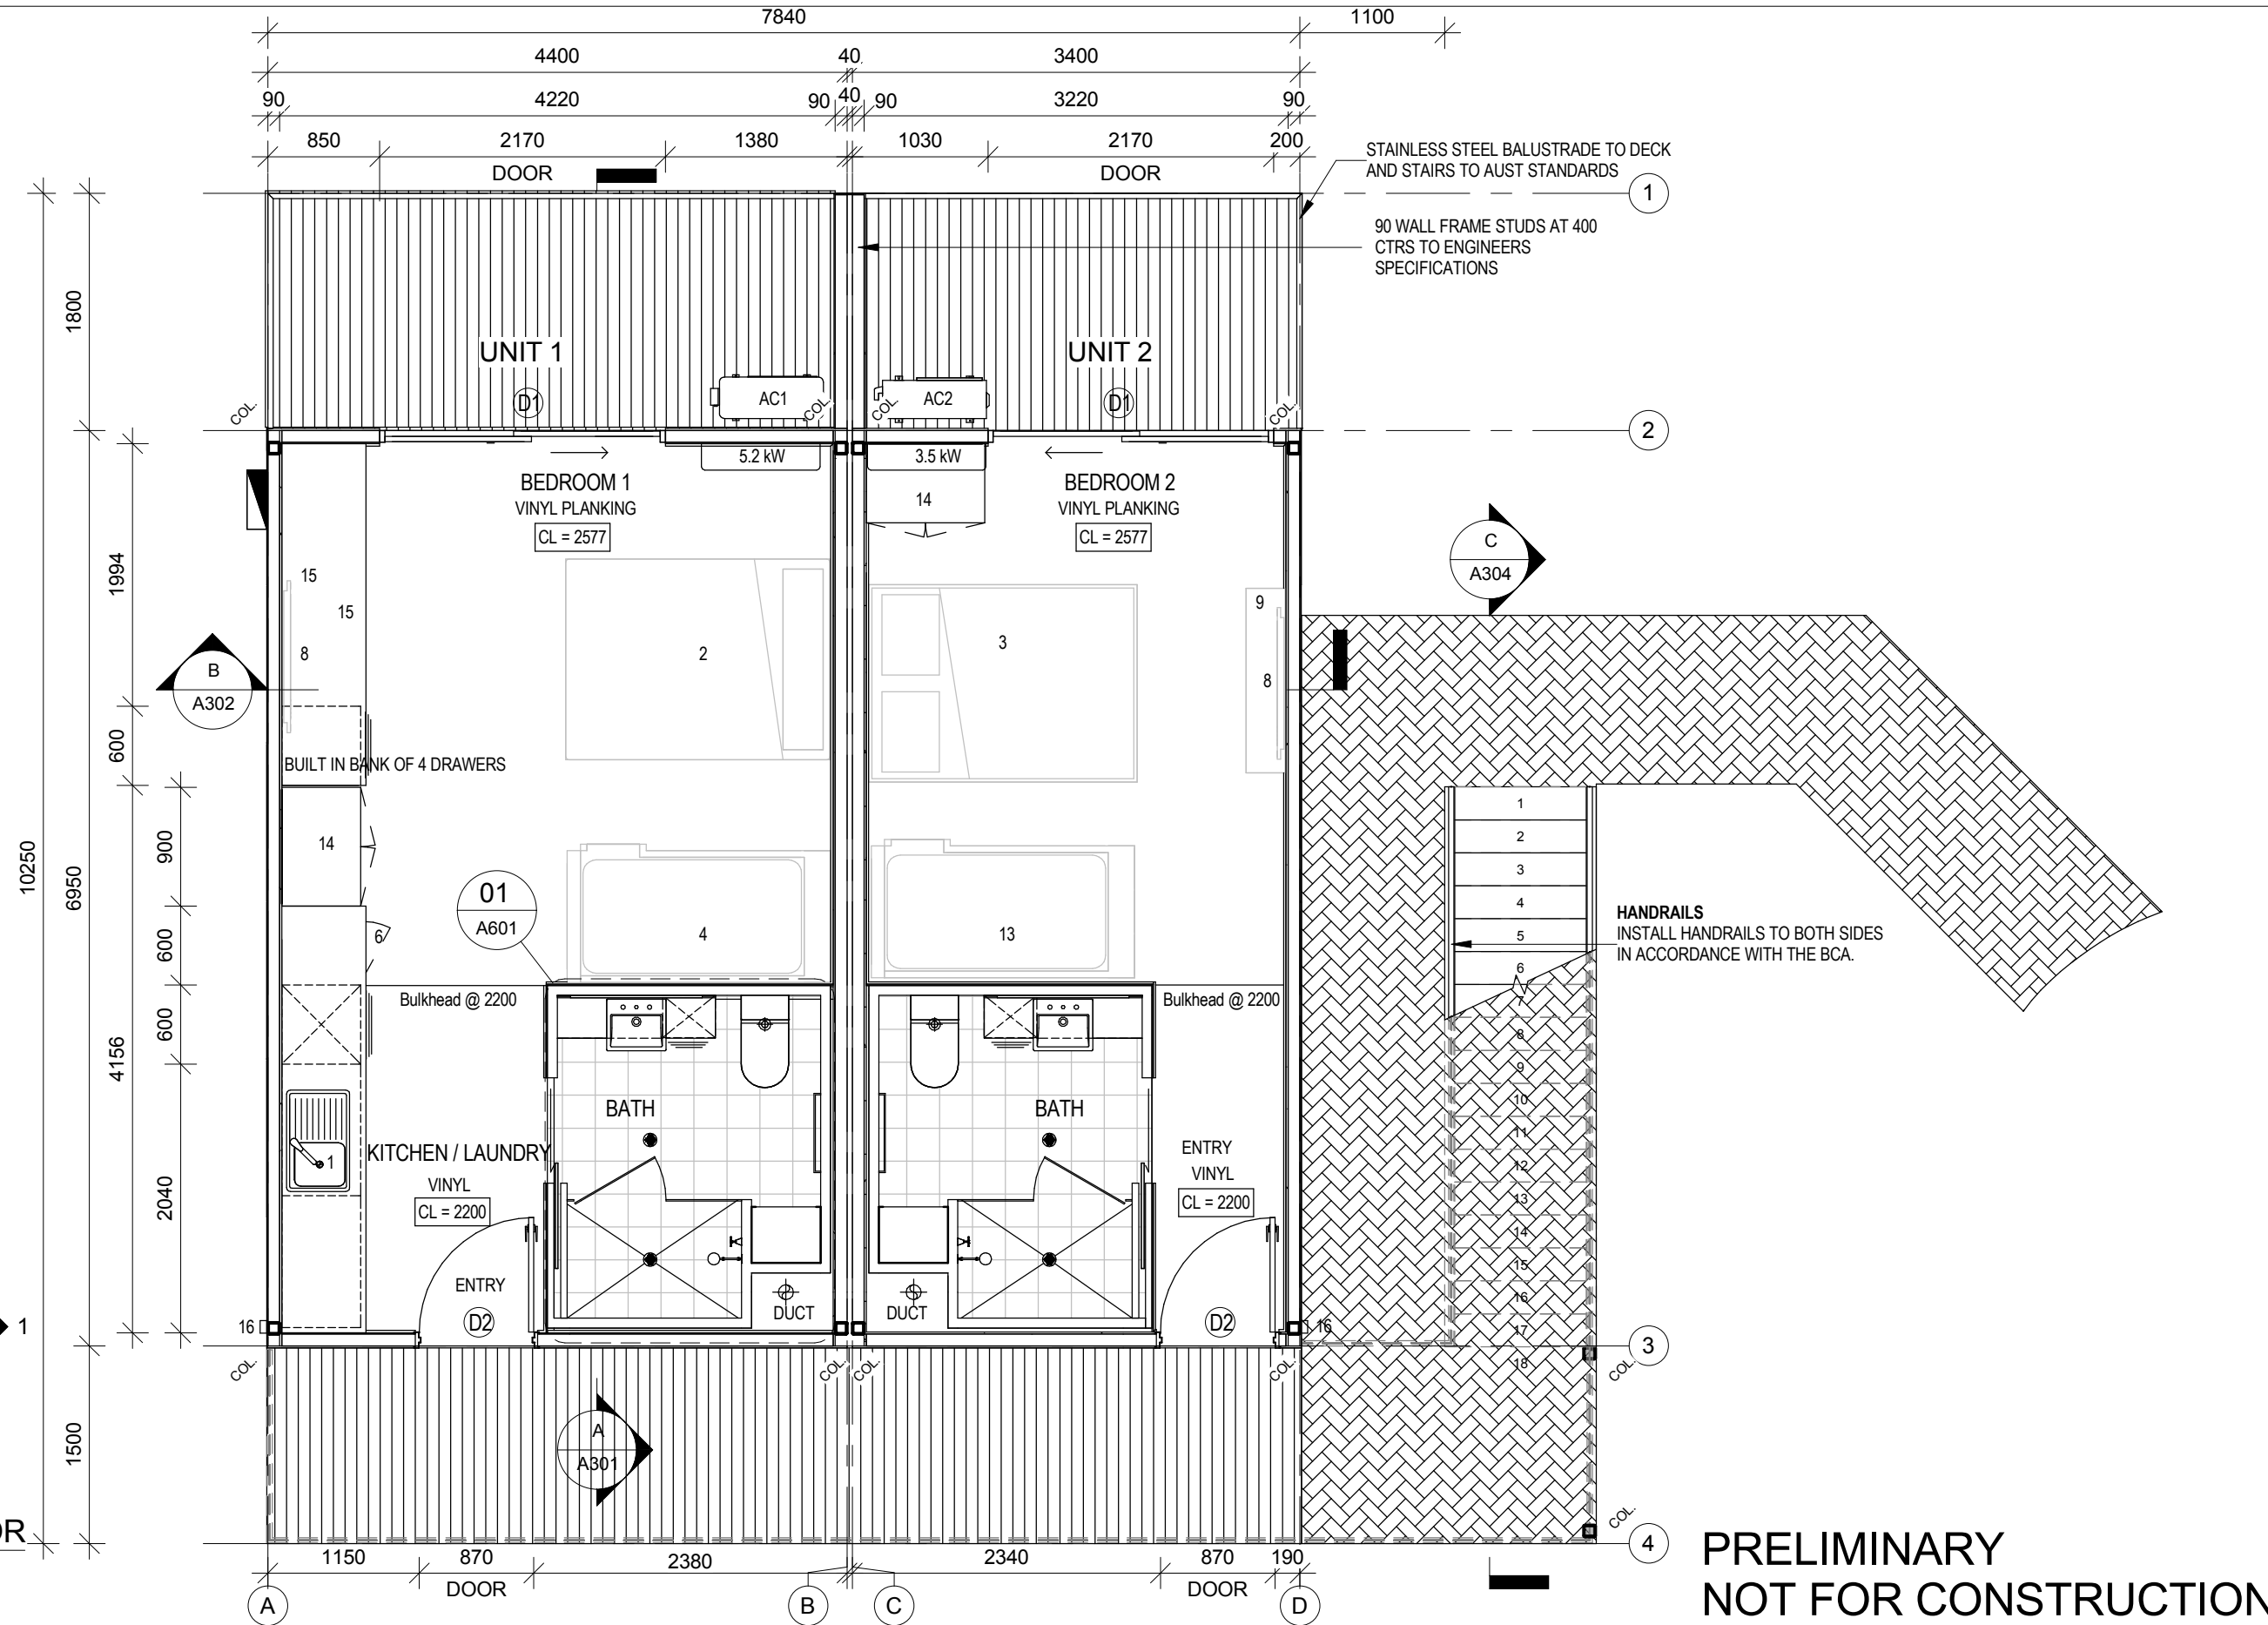 7840
1100
4400
40
3400
90
4220
90
40
90
3220
90
850
2170
1380
1030
2170
200
DOOR
DOOR
STAINLESS STEEL BALUSTRADE TO DECK
AND STAIRS TO AUST STANDARDS
1
90 WALL FRAME STUDS AT 400
CTRS TO ENGINEERS
SPECIFICATIONS
1800
UNIT 1
UNIT 2
AC1
AC2
D1
D1
COL.
COL.
COL.
COL.
2
5.2 kW
3.5 kW
BEDROOM 1
VINYL PLANKING
CL = 2577
BEDROOM 2
VINYL PLANKING
CL = 2577
14
C
A304
1994
15
15
8
2
3
9
8
B
A302
600
BUILT IN BANK OF 4 DRAWERS
10250
6950
900
14
01
A601
6
4
13
600
HANDRAILS
INSTALL HANDRAILS TO BOTH SIDES
IN ACCORDANCE WITH THE BCA.
1
2
3
4
5
6
7
8
9
10
11
12
13
14
15
16
17
18
Bulkhead @ 2200
Bulkhead @ 2200
600
4156
BATH
BATH
1
KITCHEN / LAUNDRY
VINYL
CL = 2200
ENTRY
VINYL
CL = 2200
2040
ENTRY
D2
DUCT
DUCT
D2
1
16
16
3
COL.
COL.
COL.
COL.
COL.
1500
A
A301
COL.
OR
4
1150
870
2380
2340
870
190
DOOR
DOOR
A
B
C
D
PRELIMINARY
NOT FOR CONSTRUCTION